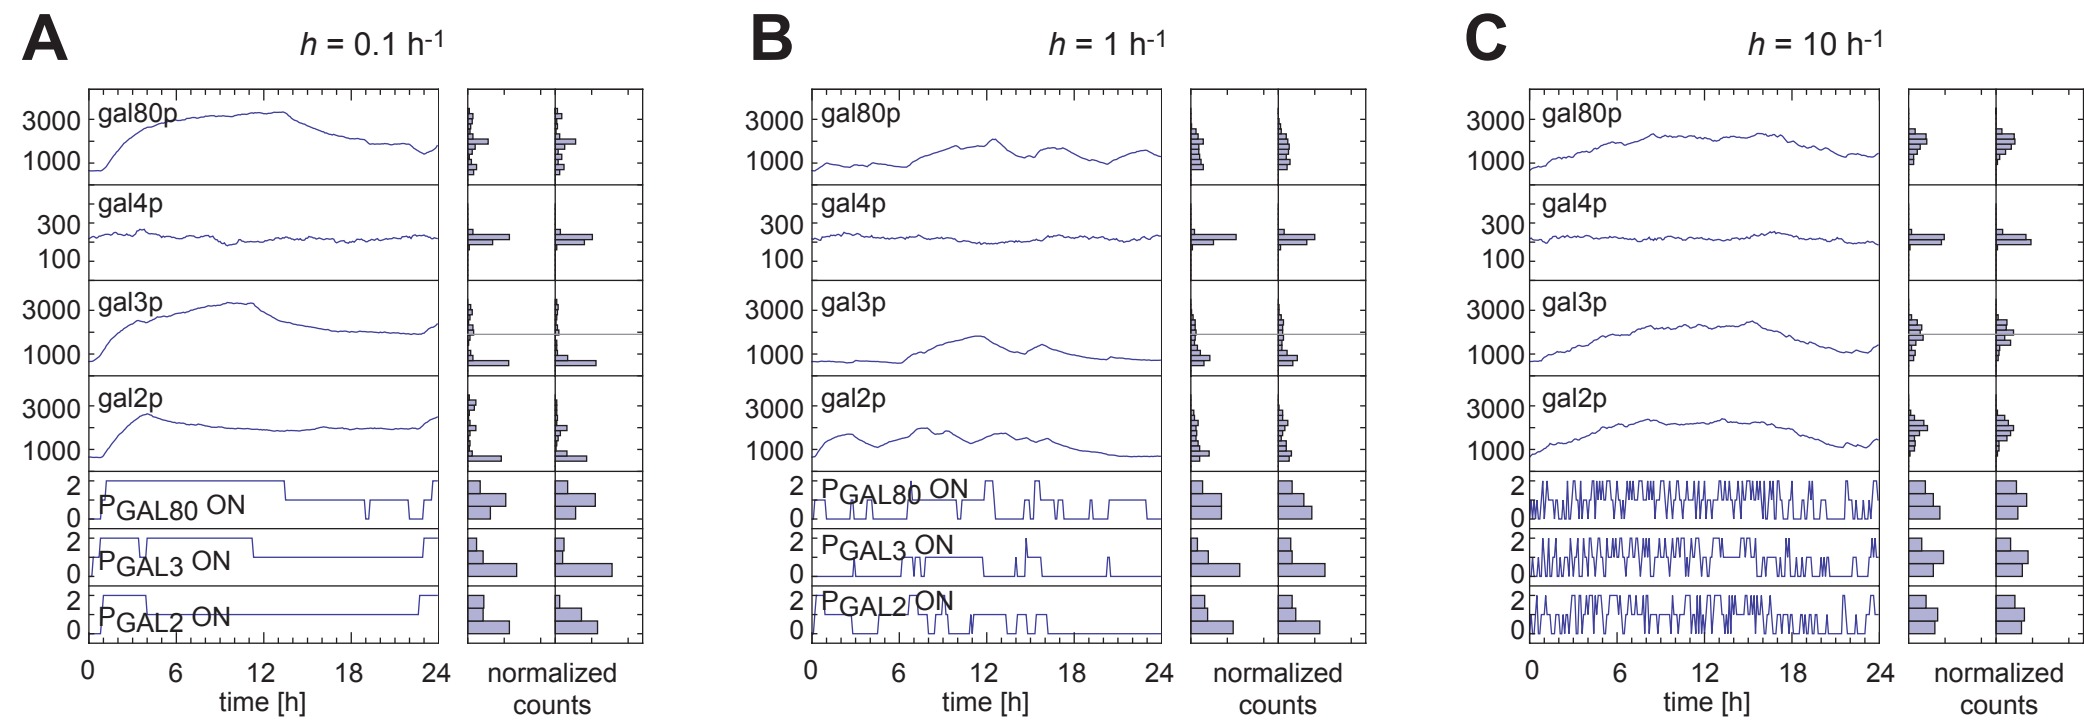 A
h = 0.1 h-1
gal80p
3000
1000
gal4p
300
100
gal3p
3000
1000
gal2p
3000
1000
2
PGAL80 ON
0
2
PGAL3 ON
0
2
PGAL2 ON
0
0 6 12 18 24
time [h]
normalized
counts
B
h = 1 h-1
gal80p
3000
1000
gal4p
300
100
gal3p
3000
1000
gal2p
3000
1000
2
PGAL80 ON
0
2
PGAL3 ON
0
2
PGAL2 ON
0
0 6 12 18 24
time [h]
normalized
counts
C
h = 10 h-1
gal80p
3000
1000
gal4p
300
100
gal3p
3000
1000
gal2p
3000
1000
2
0
2
0
2
0
0 6 12 18 24
time [h]
normalized
counts